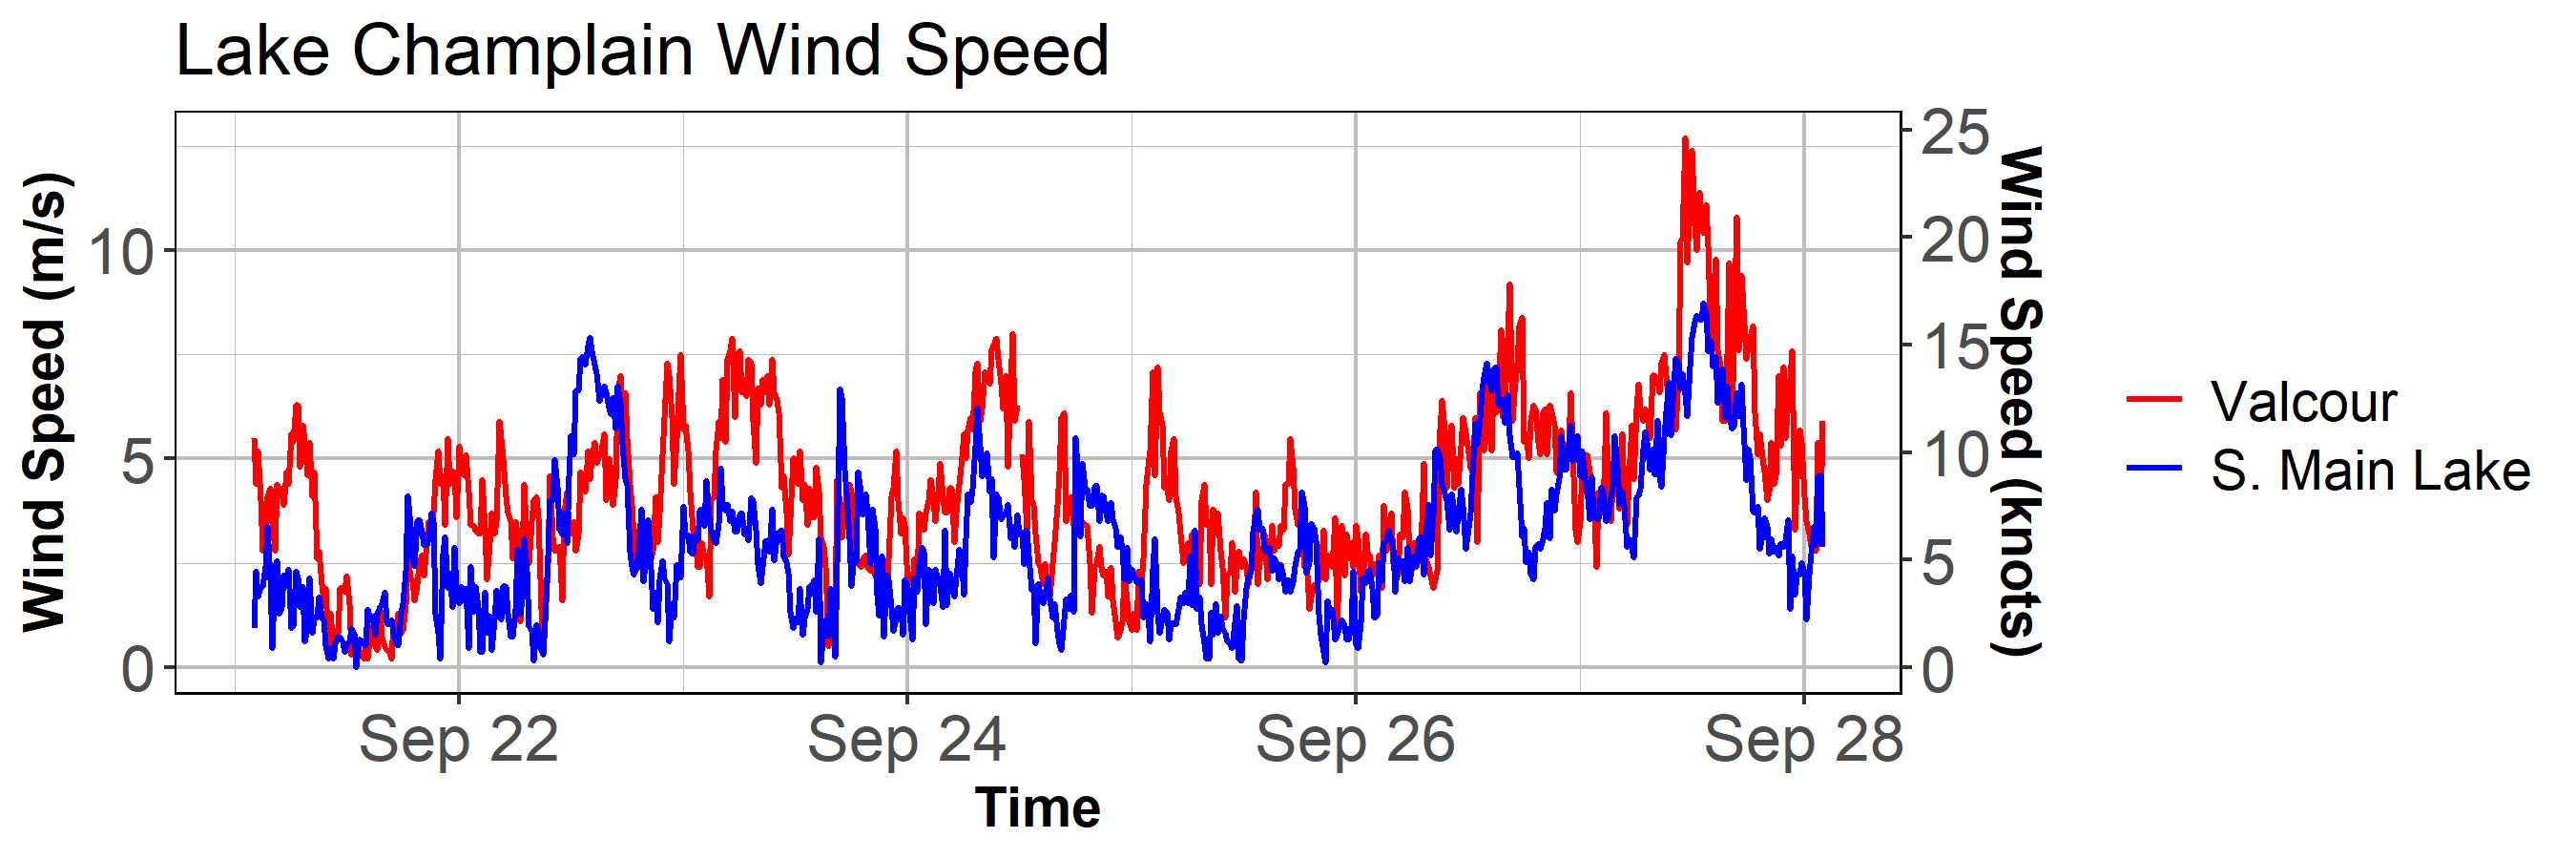 Lake Champlain Wind Speed
Wind Speed (m/s)
10
5
0
25
20
15
10
5
0
Wind Speed (knots)
Sep 22
Sep 24
Sep 26
Sep 28
Time
Valcour
S. Main Lake